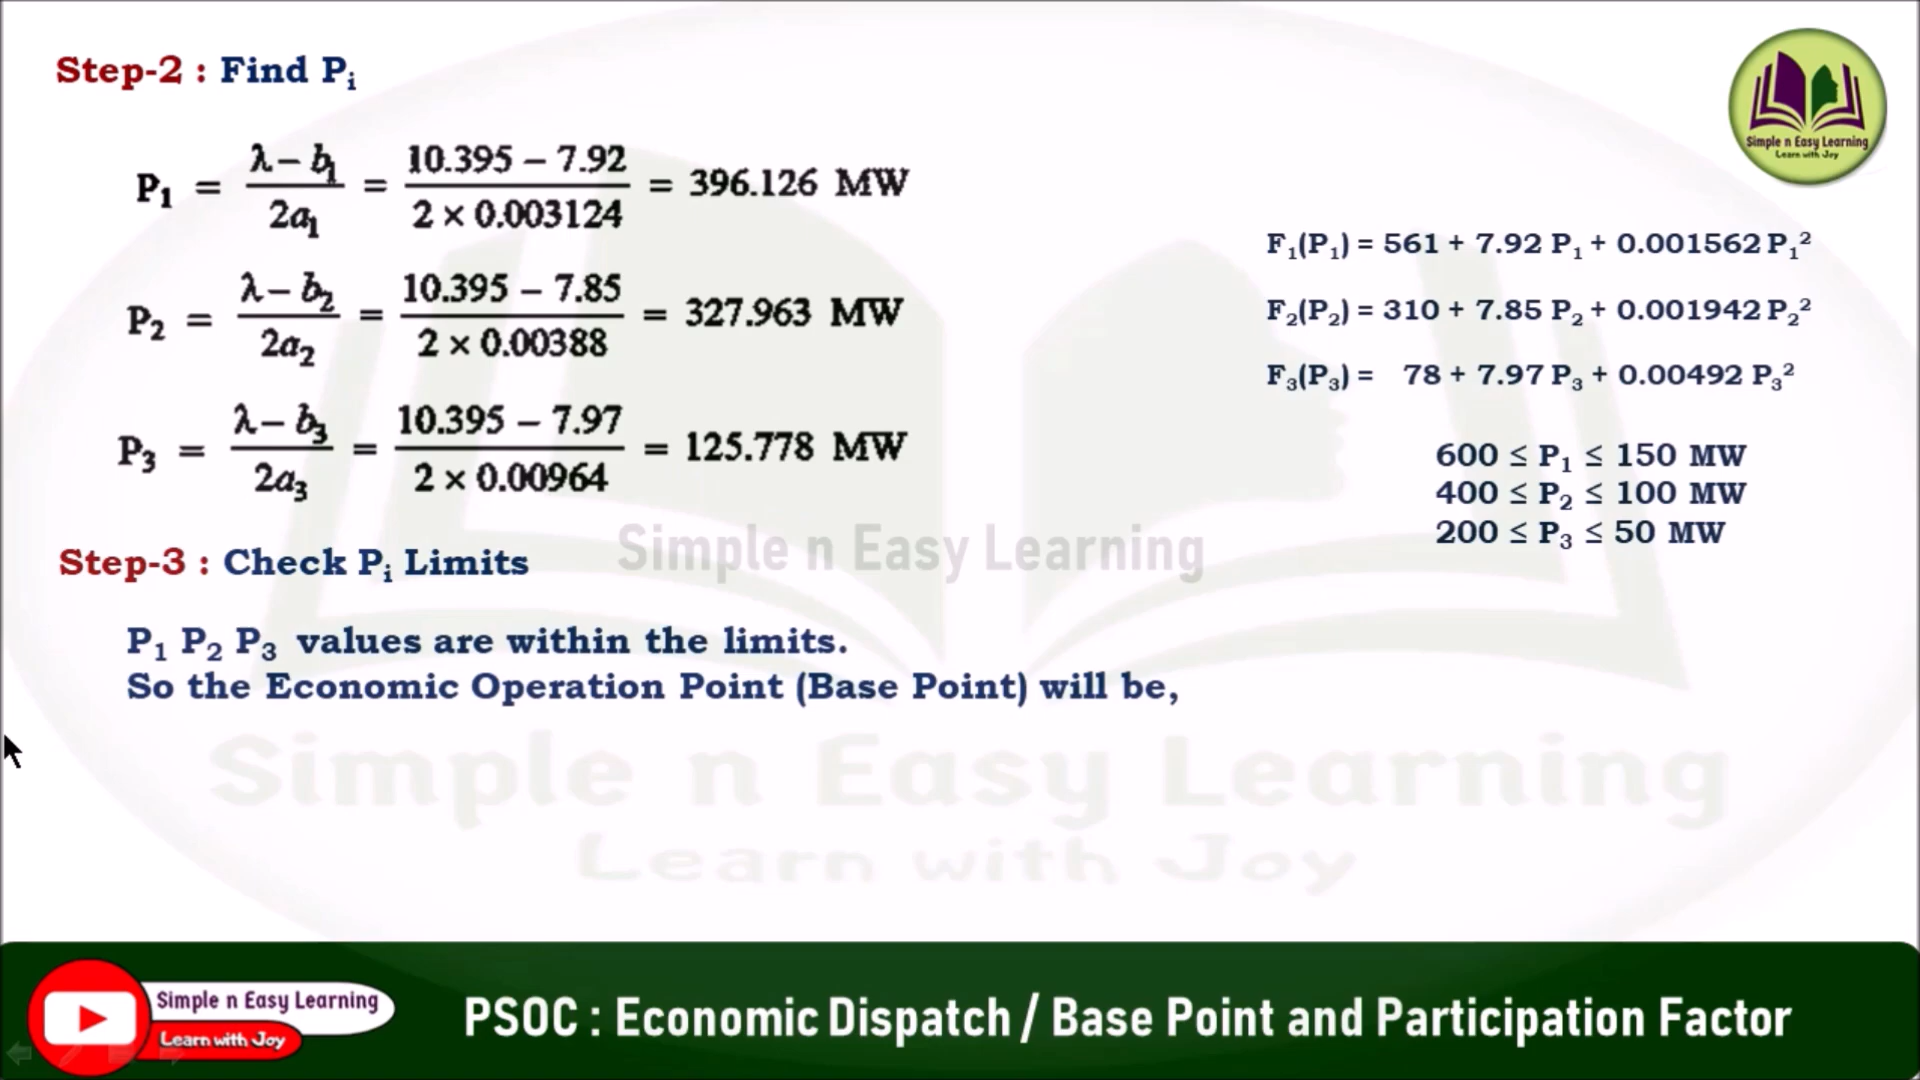 Step-2 : Find Pᵢ
P₁ = (λ – b₁)/(2a₁) = (10.395 – 7.92)/(2 × 0.003124) = 396.126 MW
P₂ = (λ – b₂)/(2a₂) = (10.395 – 7.85)/(2 × 0.00388) = 327.963 MW
P₃ = (λ – b₃)/(2a₃) = (10.395 – 7.97)/(2 × 0.00964) = 125.778 MW
Simple n Easy Learning
Learn with Joy
F₁(P₁) = 561 + 7.92 P₁ + 0.001562 P₁²
F₂(P₂) = 310 + 7.85 P₂ + 0.001942 P₂²
F₃(P₃) = 78 + 7.97 P₃ + 0.00492 P₃²
600 ≤ P₁ ≤ 150 MW
400 ≤ P₂ ≤ 100 MW
200 ≤ P₃ ≤ 50 MW
Simple n Easy Learning
Step-3 : Check Pᵢ Limits
P₁ P₂ P₃ values are within the limits.
So the Economic Operation Point (Base Point) will be,
Simple n Easy Learning
Learn with Joy
Simple n Easy Learning
Learn with Joy
PSOC : Economic Dispatch / Base Point and Participation Factor